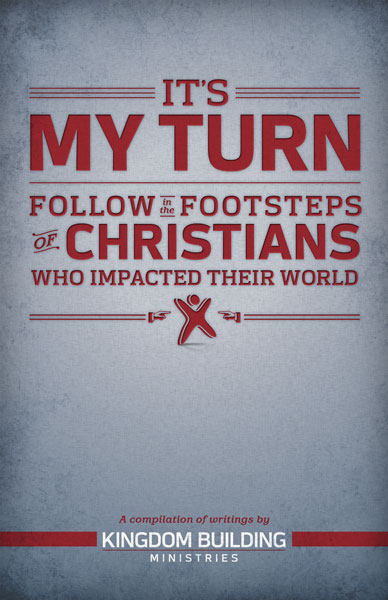 IT'S
MY TURN
FOLLOW in the FOOTSTEPS
OF CHRISTIANS
WHO IMPACTED THEIR WORLD
A compilation of writings by
KINGDOM BUILDING
MINISTRIES